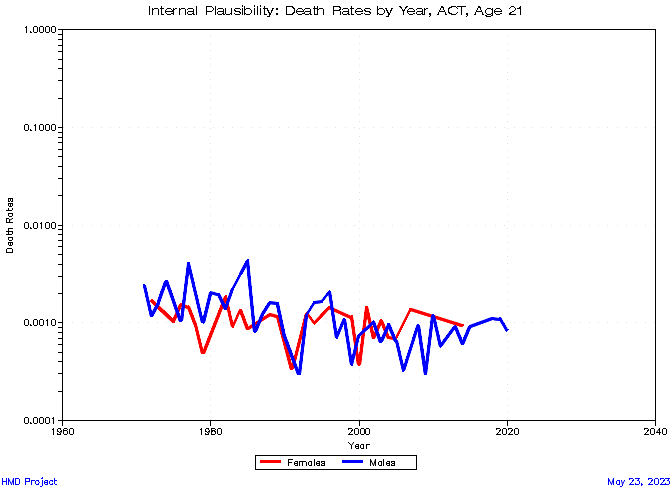 Internal Plausibility: Death Rates by Year, ACT, Age 21
1.0000
0.1000
0.0100
0.0010
0.0001
Death Rates
1960
1980
2000
2020
2040
Year
Females
Males
HMD Project
May 23, 2023